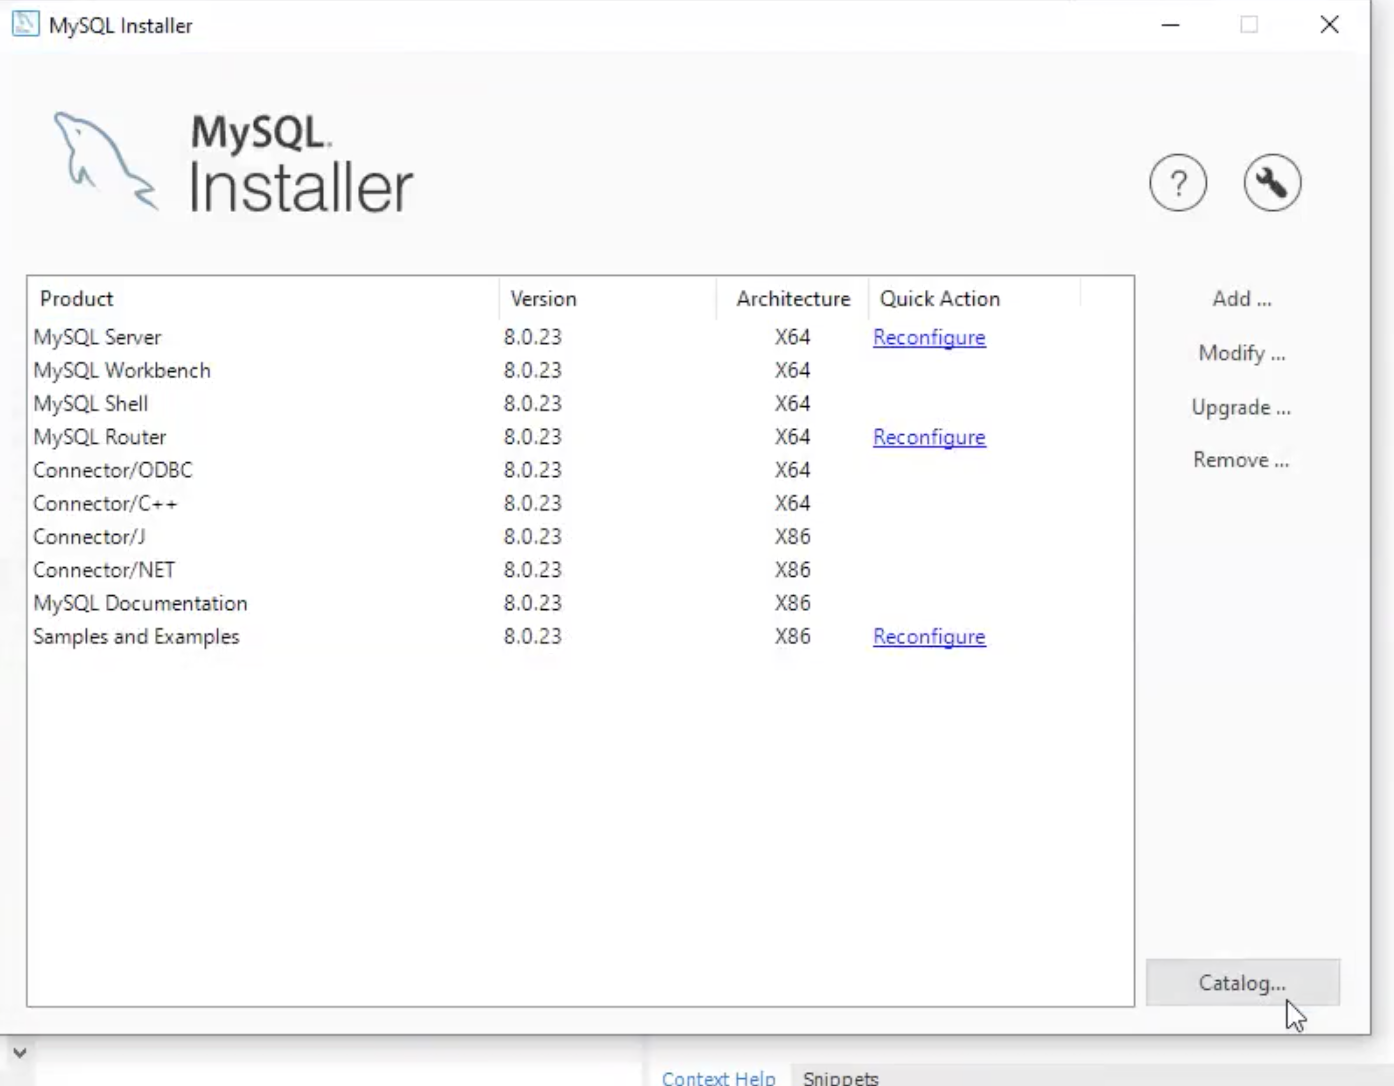 MySQL Installer
MySQL.
Installer
?
Product Version Architecture Quick Action
MySQL Server 8.0.23 X64 Reconfigure
MySQL Workbench 8.0.23 X64
MySQL Shell 8.0.23 X64
MySQL Router 8.0.23 X64 Reconfigure
Connector/ODBC 8.0.23 X64
Connector/C++ 8.0.23 X64
Connector/J 8.0.23 X86
Connector/NET 8.0.23 X86
MySQL Documentation 8.0.23 X86
Samples and Examples 8.0.23 X86 Reconfigure
Add ...
Modify ...
Upgrade ...
Remove ...
Catalog...
Context Help Snippets